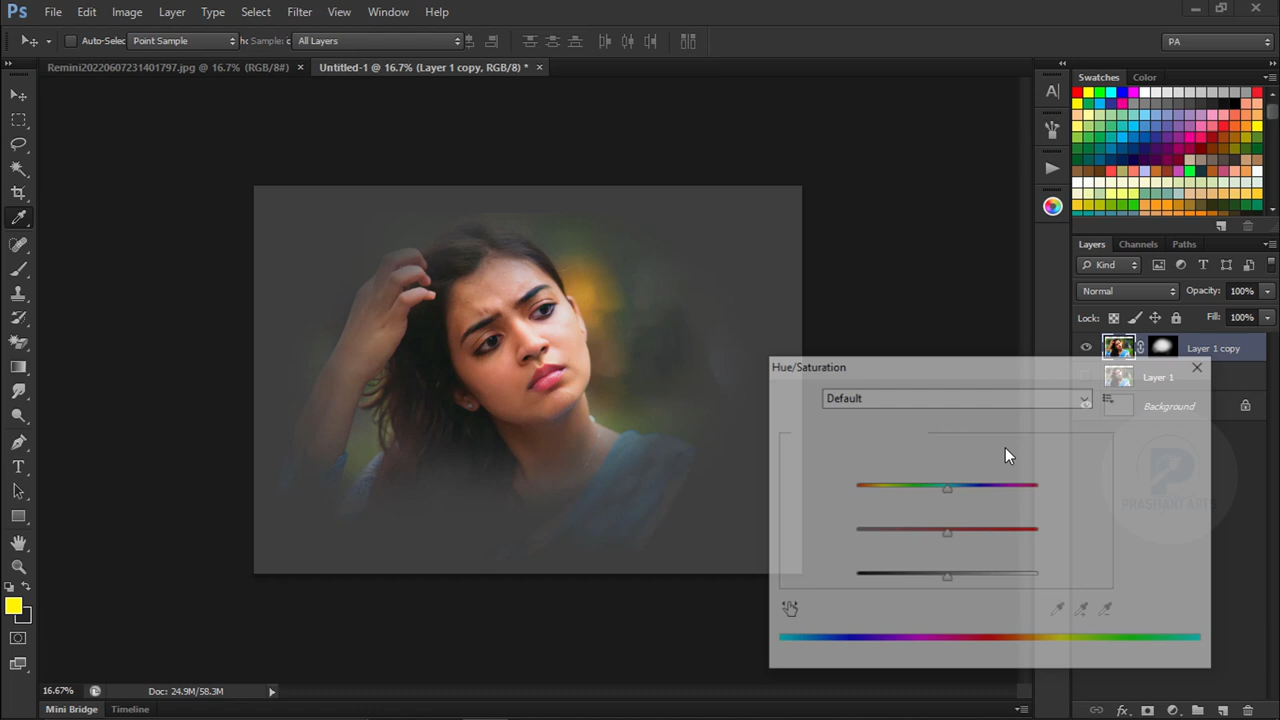 Ps File Edit Image Layer Type Select Filter View Window Help
Auto-Selec Point Sample Sample: All Layers PA
Remini20220607231401797.jpg @ 16.7% (RGB/8#) × Untitled-1 @ 16.7% (Layer 1 copy, RGB/8) * ×
Swatches Color
Layers Channels Paths
Kind
Normal Opacity: 100%
Lock: Fill: 100%
Layer 1 copy
Layer 1
Background
Hue/Saturation
Default
PRASHANT ARTS
16.67% Doc: 24.9M/58.3M
Mini Bridge Timeline